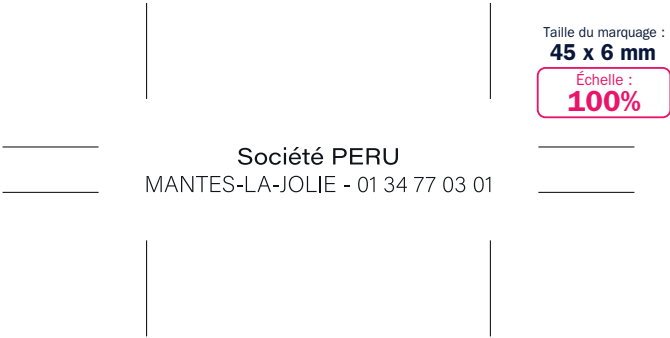 Taille du marquage :
45 x 6 mm
Échelle :
100%
Société PERU
MANTES-LA-JOLIE - 01 34 77 03 01